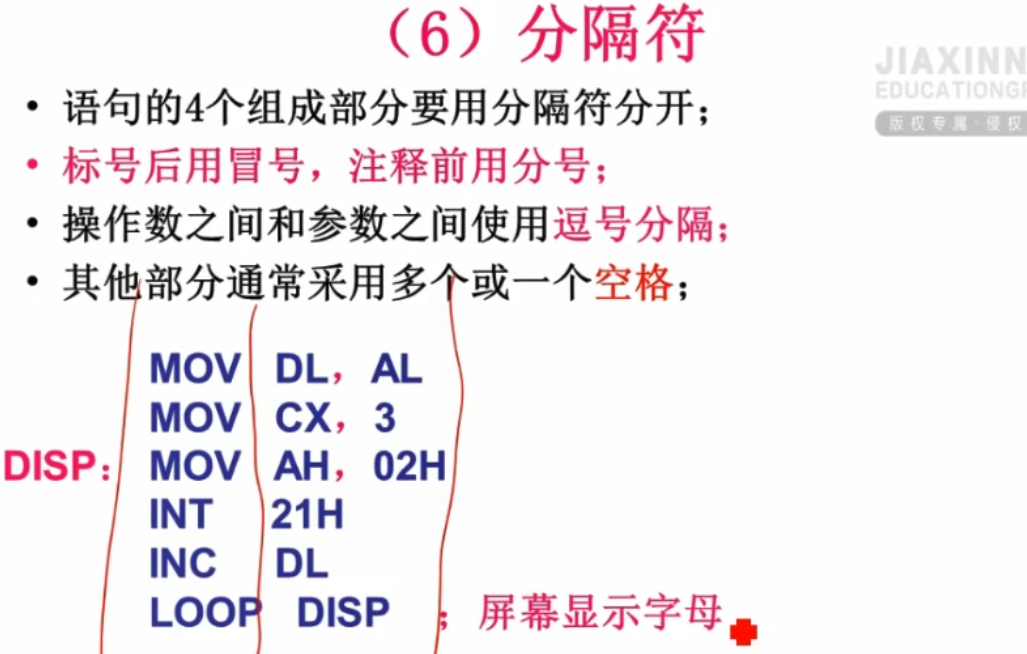 （6）分隔符
JIAXINN
EDUCATIONGR
版权专属·侵权
• 语句的4个组成部分要用分隔符分开；
• 标号后用冒号，注释前用分号；
• 操作数之间和参数之间使用逗号分隔；
• 其他部分通常采用多个或一个空格；
MOV DL，AL
MOV CX，3
DISP：MOV AH，02H
INT 21H
INC DL
LOOP DISP ；屏幕显示字母